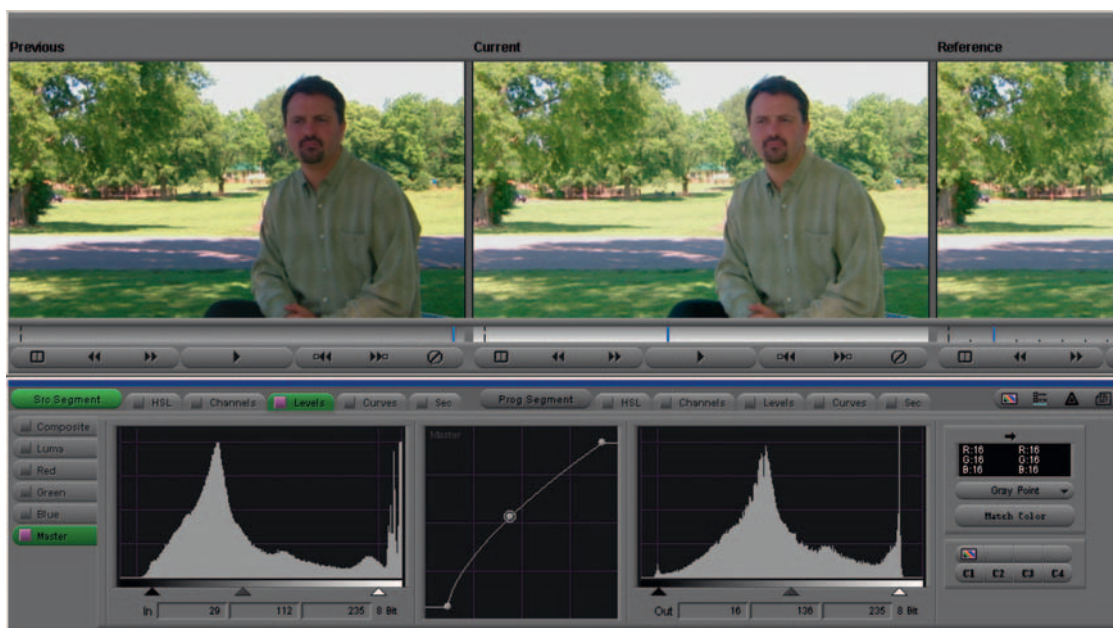 Previous
Current
Reference
Src Segment
HSL
Channels
Levels
Curves
Sec
Prog Segment
HSL
Channels
Levels
Curves
Sec
Composite
Luma
Red
Green
Blue
Master
Master
In 29 112 235 8 Bit
Out 16 136 235 8 Bit
R:16 R:16
G:16 G:16
B:16 B:16
Gray Point
Match Color
C1 C2 C3 C4